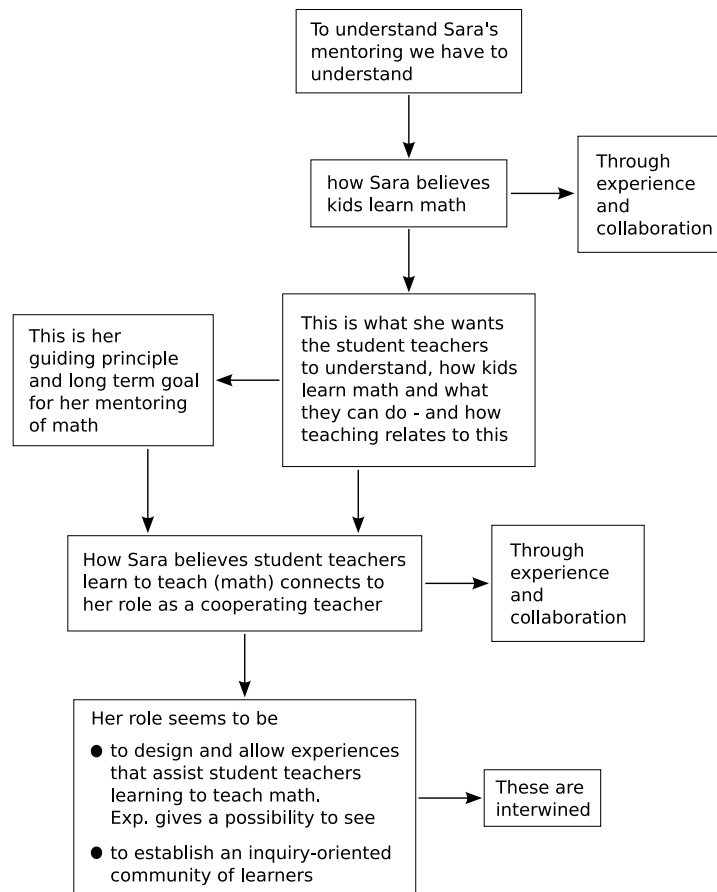 To understand Sara's
mentoring we have to
understand
how Sara believes
kids learn math
Through
experience
and
collaboration
This is what she wants
the student teachers
to understand, how kids
learn math and what
they can do - and how
teaching relates to this
This is her
guiding principle
and long term goal
for her mentoring
of math
How Sara believes student teachers
learn to teach (math) connects to
her role as a cooperating teacher
Through
experience
and
collaboration
Her role seems to be
● to design and allow experiences
that assist student teachers
learning to teach math.
Exp. gives a possibility to see
● to establish an inquiry-oriented
community of learners
These are
interwined